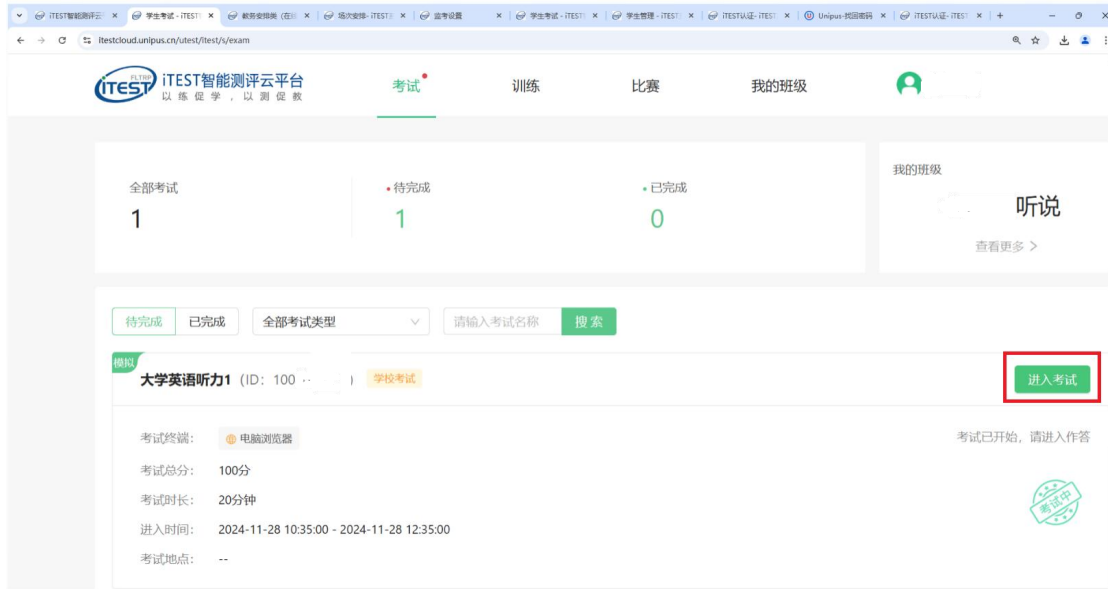 iTEST智能测评云
学生考试 - iTEST
教务安排类 (在
场次安排- iTEST
监考设置
学生考试 - iTEST
学生管理 - iTEST
iTEST认证- iTEST
Unipus-找回密码
iTEST认证- iTEST
itestcloud.unipus.cn/utest/itest/s/exam
FLTRP
iTEST
iTEST智能测评云平台
以练促学，以测促教
考试
训练
比赛
我的班级
全部考试
1
待完成
1
已完成
0
我的班级
听说
查看更多 >
待完成
已完成
全部考试类型
请输入考试名称
搜索
模拟
大学英语听力1 (ID: 100 )
学校考试
进入考试
考试终端: 电脑浏览器
考试已开始, 请进入作答
考试总分: 100分
考试时长: 20分钟
考试中
进入时间: 2024-11-28 10:35:00 - 2024-11-28 12:35:00
考试地点: --